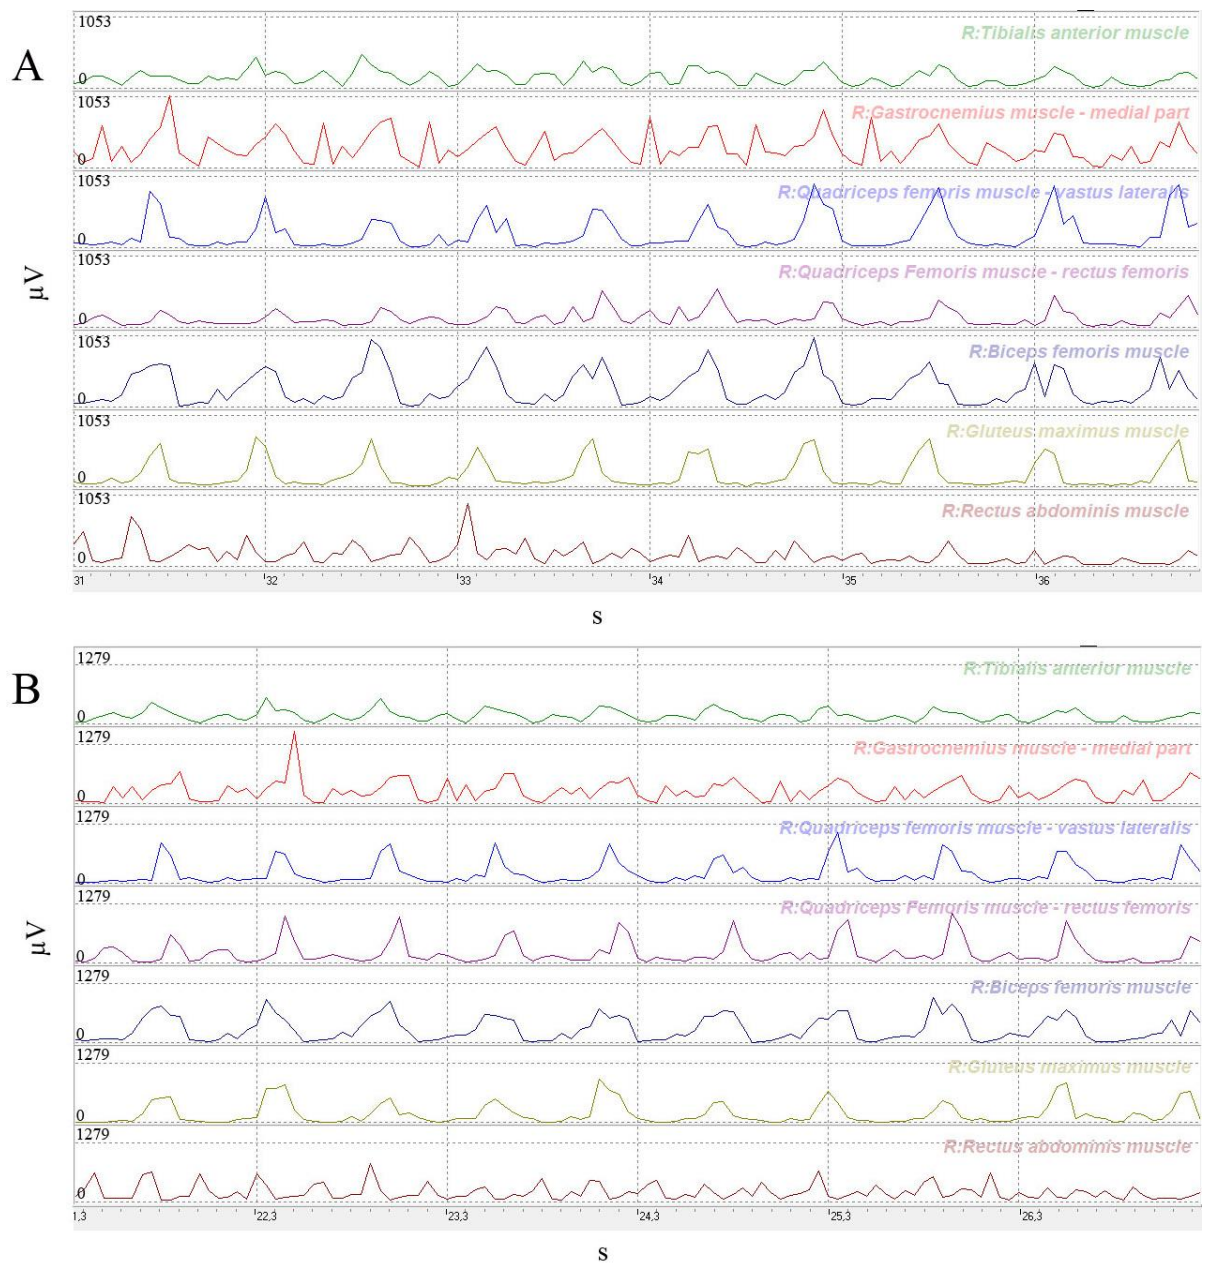 A
1053
R:Tibialis anterior muscle
0
1053
R:Gastrocnemius muscle - medial part
0
1053
R:Quadriceps femoris muscle - vastus lateralis
0
1053
R:Quadriceps Femoris muscle - rectus femoris
0
1053
R:Biceps femoris muscle
0
1053
R:Gluteus maximus muscle
0
1053
R:Rectus abdominis muscle
0
31 32 33 34 35 36
µV
s
B
1279
R:Tibialis anterior muscle
0
1279
R:Gastrocnemius muscle - medial part
0
1279
R:Quadriceps femoris muscle - vastus lateralis
0
1279
R:Quadriceps Femoris muscle - rectus femoris
0
1279
R:Biceps femoris muscle
0
1279
R:Gluteus maximus muscle
0
1279
R:Rectus abdominis muscle
0
1,3 22,3 23,3 24,3 25,3 26,3
µV
s